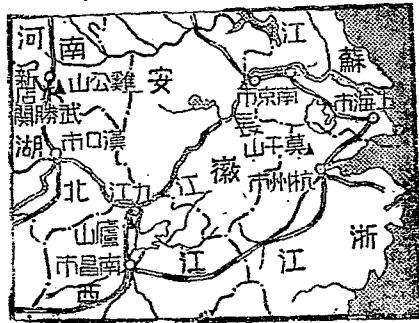 河南
江蘇
安徽
湖北
江西
浙江
長江
新店
雞公山
武勝關
漢口市
九江
廬山
南昌市
南京市
上海市
莫干山
杭州市